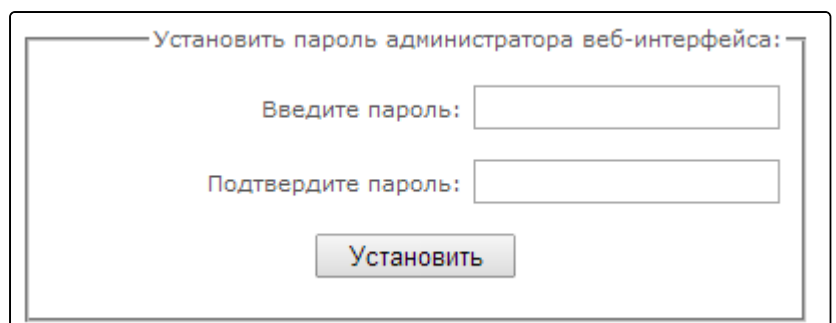 Установить пароль администратора веб-интерфейса:
Введите пароль:
Подтвердите пароль:
Установить